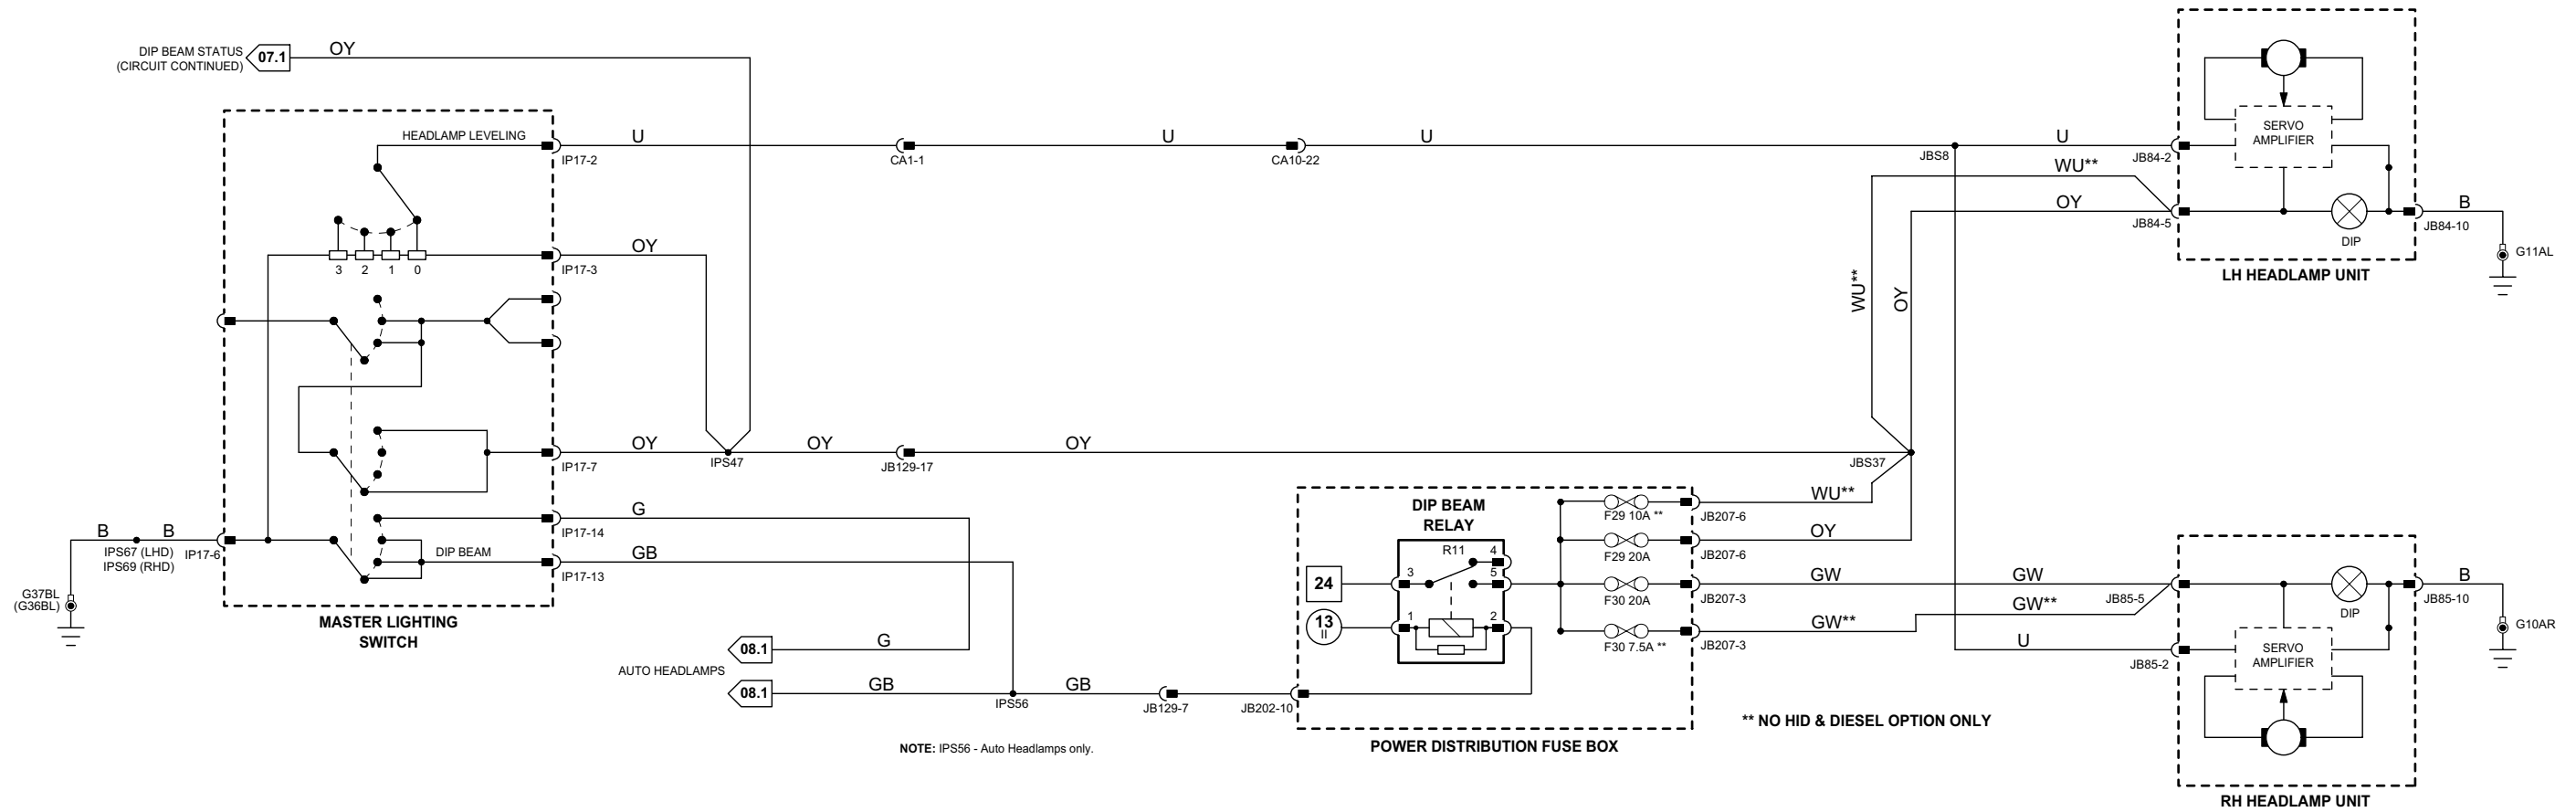 DIP BEAM STATUS
(CIRCUIT CONTINUED)
07.1
OY
HEADLAMP LEVELING
IP17-2
U
CA1-1
U
CA10-22
U
JBS8
U
JB84-2
WU**
OY
JB84-5
SERVO
AMPLIFIER
DIP
B
JB84-10
G11AL
LH HEADLAMP UNIT
3 2 1 0
OY
IP17-3
WU**
OY
OY
IP17-7
IPS47
OY
JB129-17
OY
JBS37
G
IP17-14
DIP BEAM
GB
IP17-13
B B
IPS67 (LHD)
IPS69 (RHD)
IP17-6
G37BL
(G36BL)
MASTER LIGHTING
SWITCH
08.1
G
AUTO HEADLAMPS
08.1
GB
IPS56
GB
JB129-7
JB202-10
NOTE: IPS56 - Auto Headlamps only.
DIP BEAM
RELAY
R11
4
3
5
1
2
24
13
II
F29 10A **
JB207-6
WU**
F29 20A
JB207-6
OY
F30 20A
JB207-3
GW
GW
JB85-5
F30 7.5A **
JB207-3
GW**
GW**
U
JB85-2
POWER DISTRIBUTION FUSE BOX
** NO HID & DIESEL OPTION ONLY
DIP
B
JB85-10
G10AR
SERVO
AMPLIFIER
RH HEADLAMP UNIT